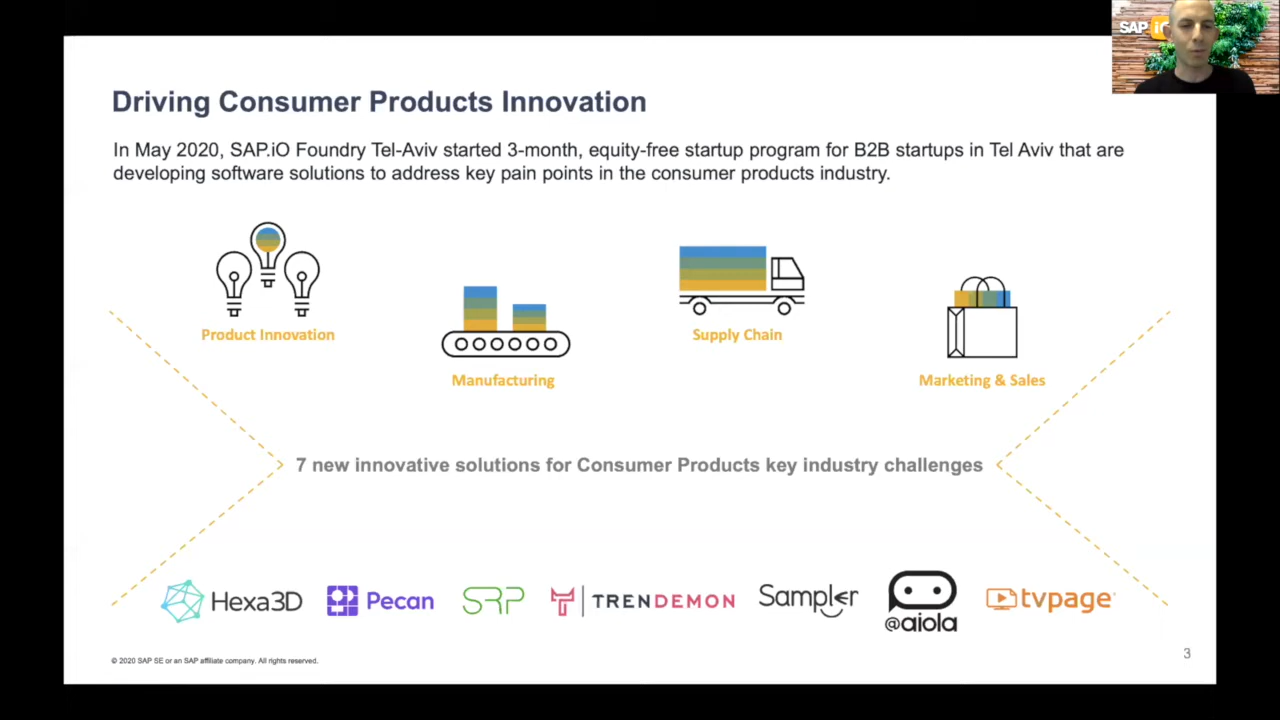 SAP iO
Driving Consumer Products Innovation
In May 2020, SAP.iO Foundry Tel-Aviv started 3-month, equity-free startup program for B2B startups in Tel Aviv that are
developing software solutions to address key pain points in the consumer products industry.
Product Innovation
Manufacturing
Supply Chain
Marketing & Sales
7 new innovative solutions for Consumer Products key industry challenges
Hexa3D
Pecan
SRP
TRENDEMON
Sampler
@aiola
tvpage
© 2020 SAP SE or an SAP affiliate company. All rights reserved.
3